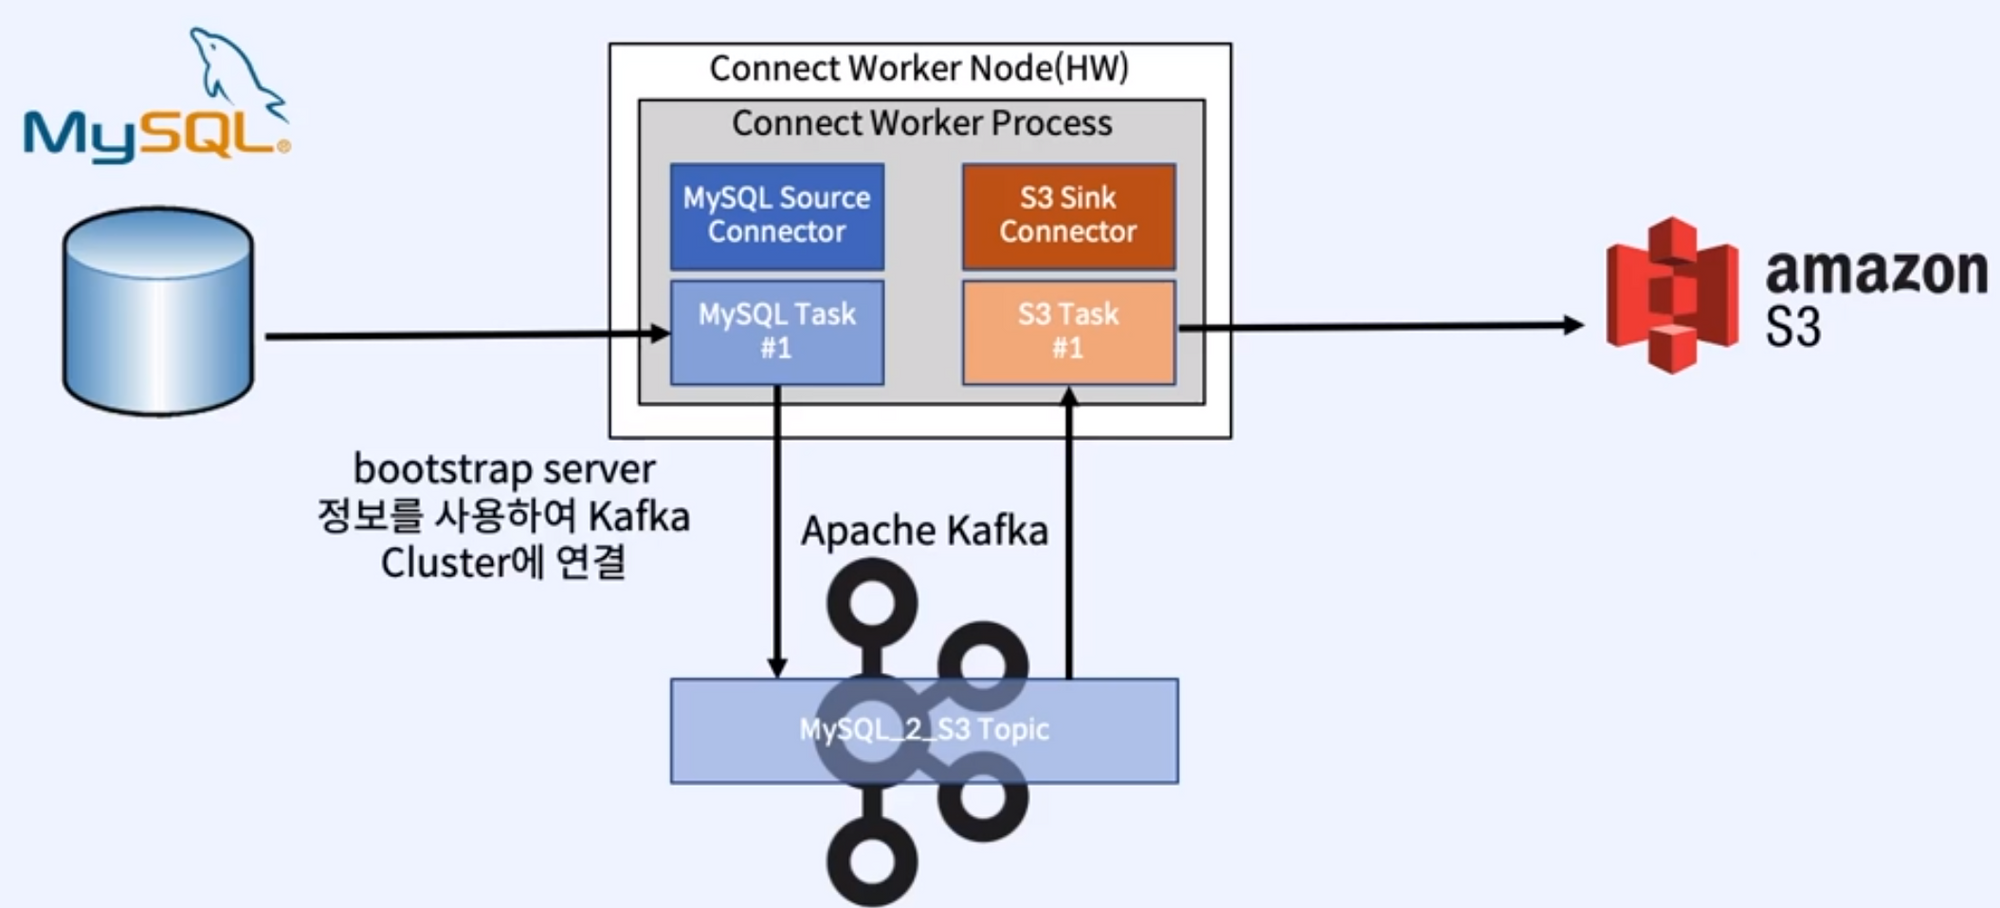 MySQL®
Connect Worker Node(HW)
Connect Worker Process
MySQL Source
Connector
S3 Sink
Connector
MySQL Task
#1
S3 Task
#1
amazon
S3
bootstrap server
정보를 사용하여 Kafka
Cluster에 연결
Apache Kafka
MySQL_2_S3 Topic